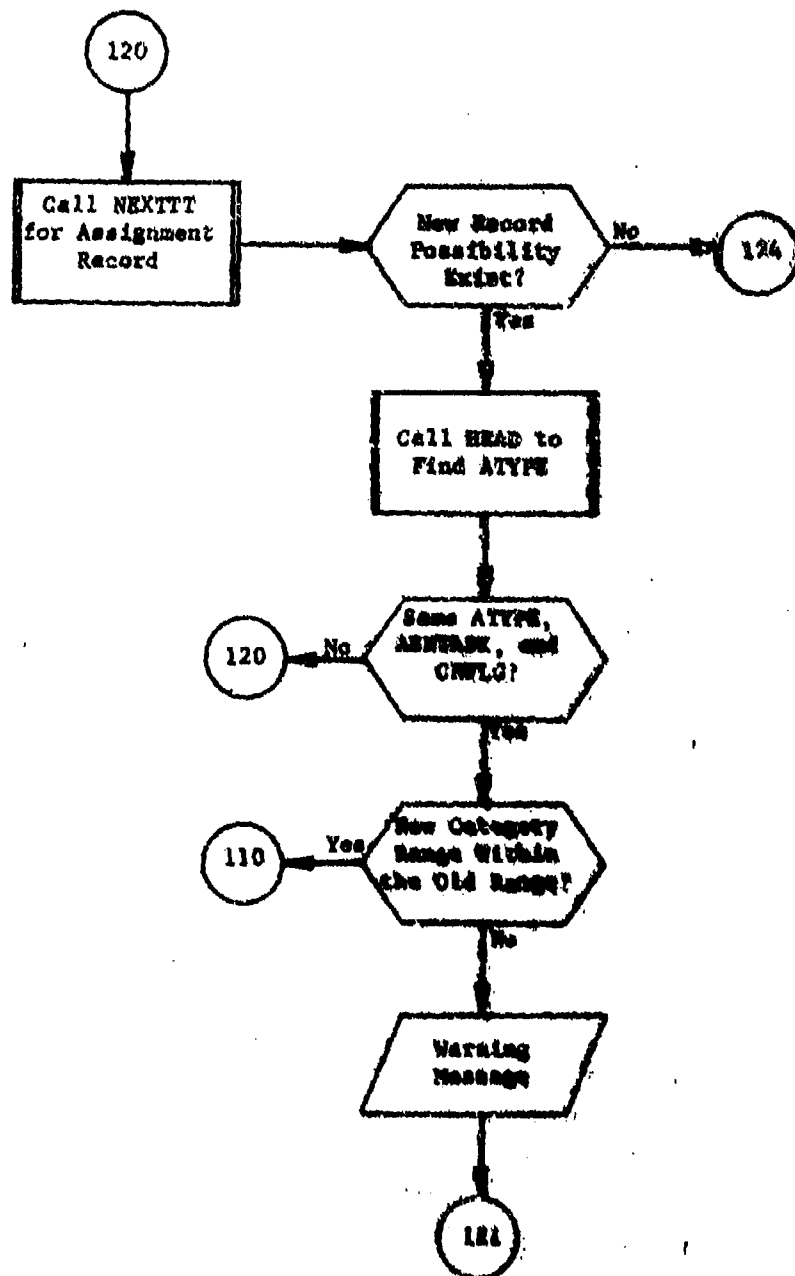 120
Call NEXTTT
for Assignment
Record
New Record
Possibility
Exist?
No
124
Yes
Call HEAD to
Find ATYPE
Same ATYPE,
and
No
120
Yes
New Category
Range Within
the Old Range?
Yes
110
No
Warning
Message